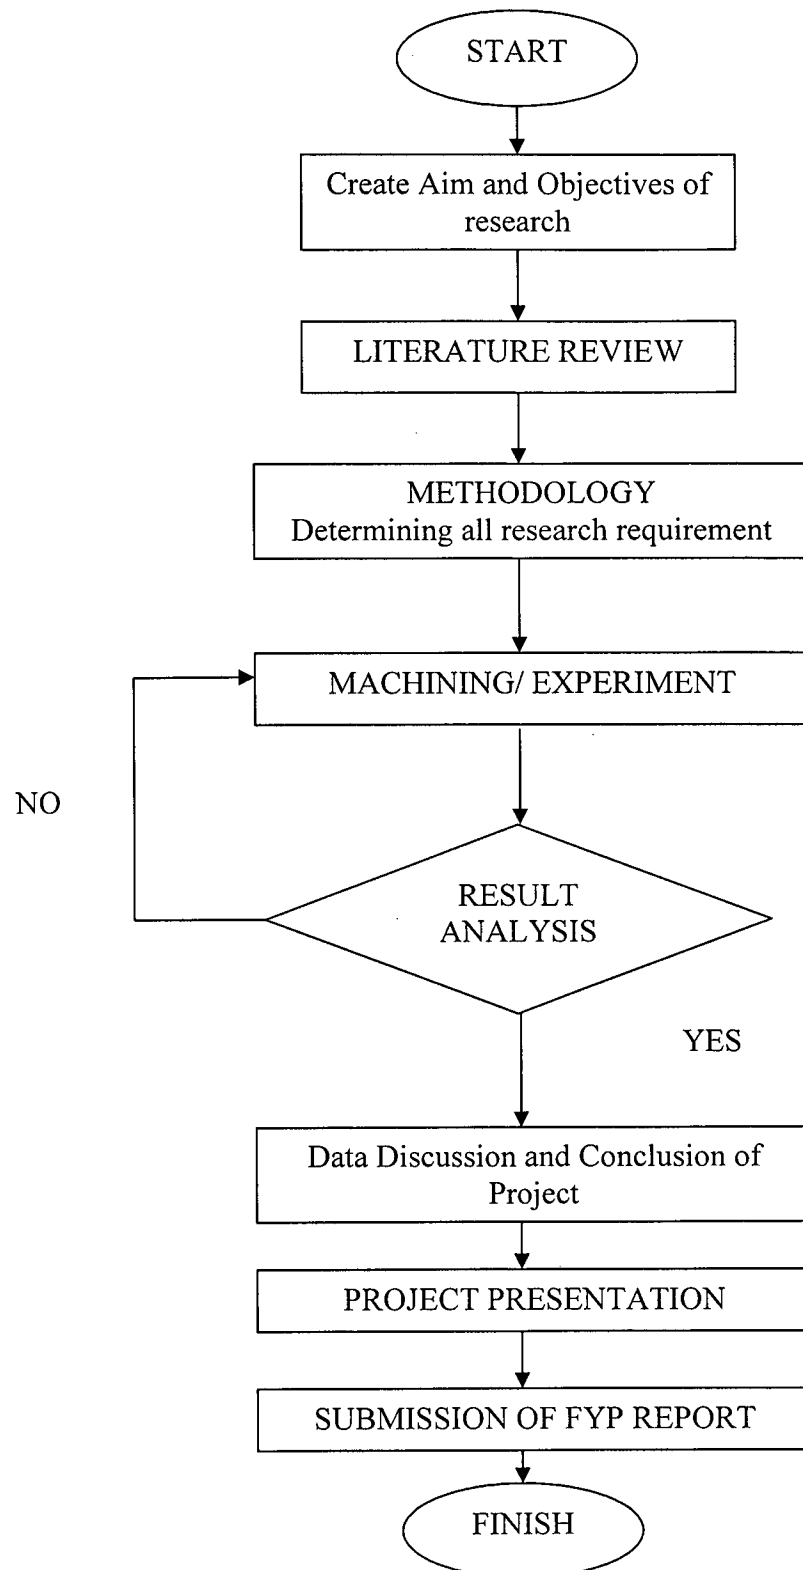 START
Create Aim and Objectives of
research
LITERATURE REVIEW
METHODOLOGY
Determining all research requirement
MACHINING/ EXPERIMENT
NO
RESULT
ANALYSIS
YES
Data Discussion and Conclusion of
Project
PROJECT PRESENTATION
SUBMISSION OF FYP REPORT
FINISH